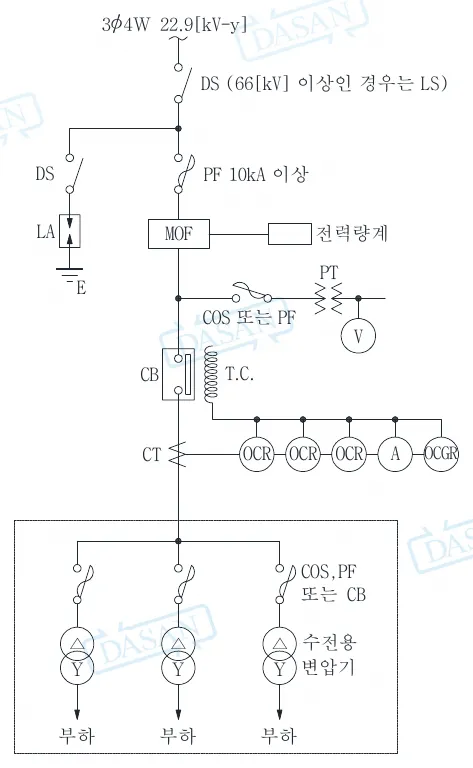 3ϕ4W 22.9[kV-y]
DS (66[kV] 이상인 경우는 LS)
DS
PF 10kA 이상
LA
MOF
전력량계
E
PT
COS 또는 PF
V
CB
T.C.
CT
OCR OCR OCR A OCGR
COS,PF
또는 CB
△ △ △ 수전용
Y Y Y 변압기
부하 부하 부하
DASAN
DASAN
DASAN
DASAN
DASAN
DASAN